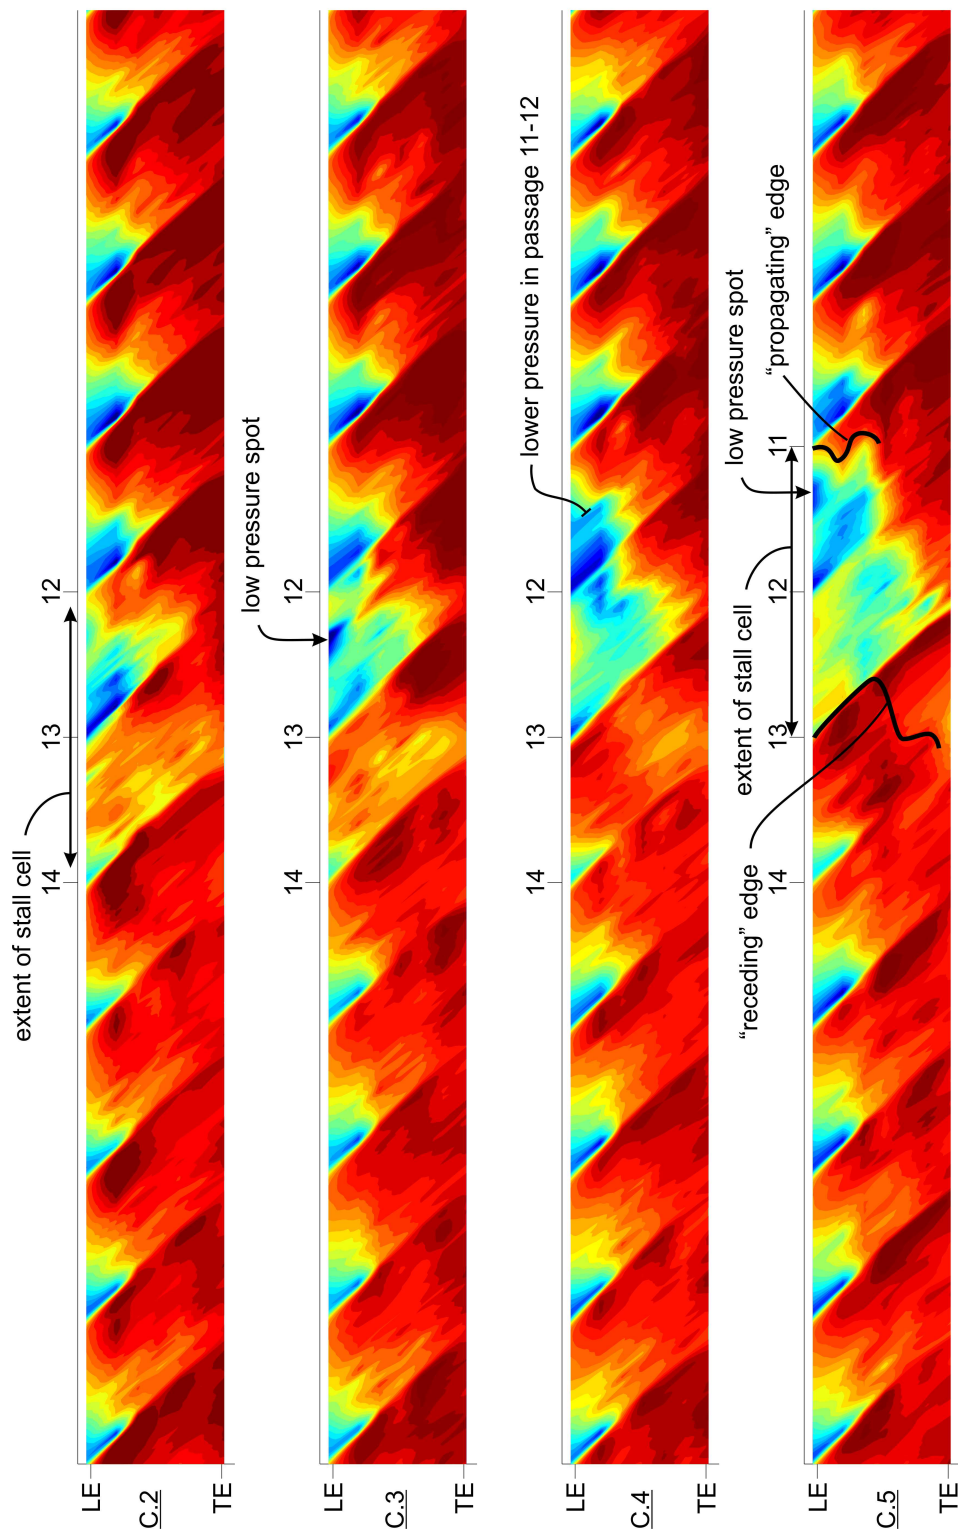 extent of stall cell
14
13
12
LE
C.2
TE
low pressure spot
14
13
12
LE
C.3
TE
lower pressure in passage 11-12
14
13
12
LE
C.4
TE
"receding" edge
extent of stall cell
low pressure spot
"propagating" edge
14
13
12
11
LE
C.5
TE